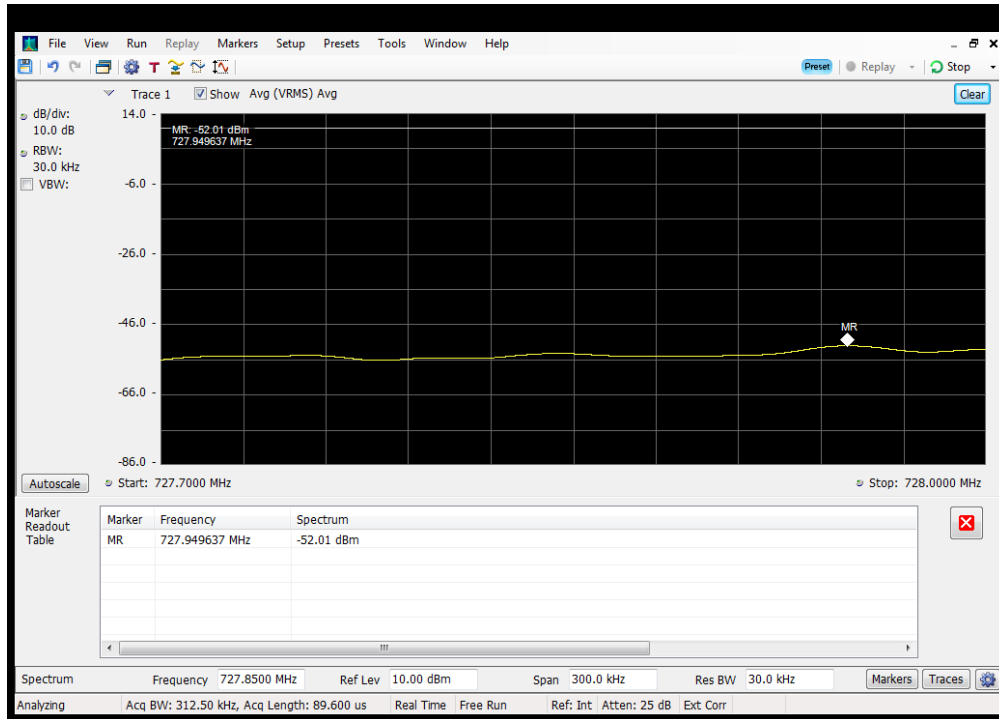 File View Run Replay Markers Setup Presets Tools Window Help
T Preset Replay Stop
Trace 1 Show Avg (VRMS) Avg Clear
dB/div:
10.0 dB
RBW:
30.0 kHz
VBW:
14.0
-6.0
-26.0
-46.0
-66.0
-86.0
MR: -52.01 dBm
727.949637 MHz
MR
Autoscale Start: 727.7000 MHz Stop: 728.0000 MHz
Marker
Readout
Table
Marker Frequency Spectrum
MR 727.949637 MHz -52.01 dBm
Spectrum Frequency 727.8500 MHz Ref Lev 10.00 dBm Span 300.0 kHz Res BW 30.0 kHz Markers Traces
Analyzing Acq BW: 312.50 kHz, Acq Length: 89.600 us Real Time Free Run Ref: Int Atten: 25 dB Ext Corr